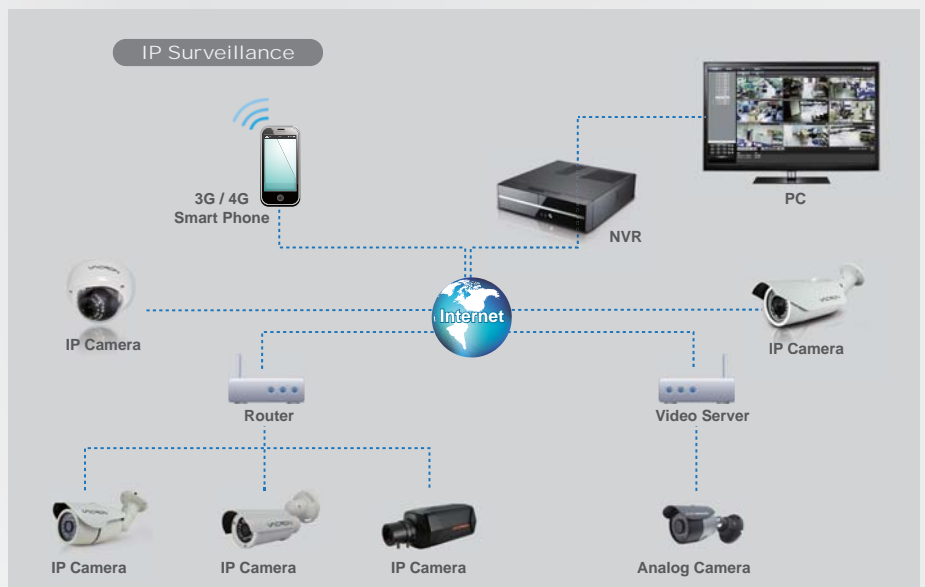 IP Surveillance
3G / 4G
Smart Phone
NVR
PC
IP Camera
Internet
IP Camera
Router
Video Server
IP Camera
IP Camera
IP Camera
Analog Camera